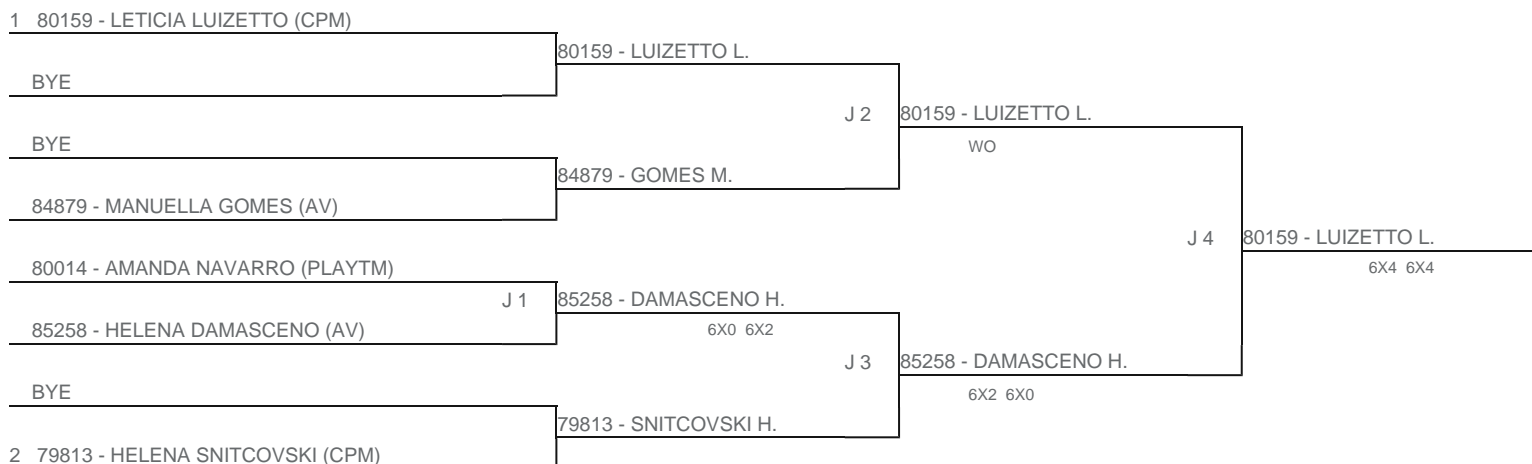 1 80159 - LETICIA LUIZETTO (CPM)
80159 - LUIZETTO L.
BYE
J 2 80159 - LUIZETTO L.
BYE
WO
84879 - GOMES M.
84879 - MANUELLA GOMES (AV)
J 4 80159 - LUIZETTO L.
80014 - AMANDA NAVARRO (PLAYTM)
6X4 6X4
J 1 85258 - DAMASCENO H.
85258 - HELENA DAMASCENO (AV)
6X0 6X2
J 3 85258 - DAMASCENO H.
BYE
6X2 6X0
79813 - SNITCOVSKI H.
2 79813 - HELENA SNITCOVSKI (CPM)